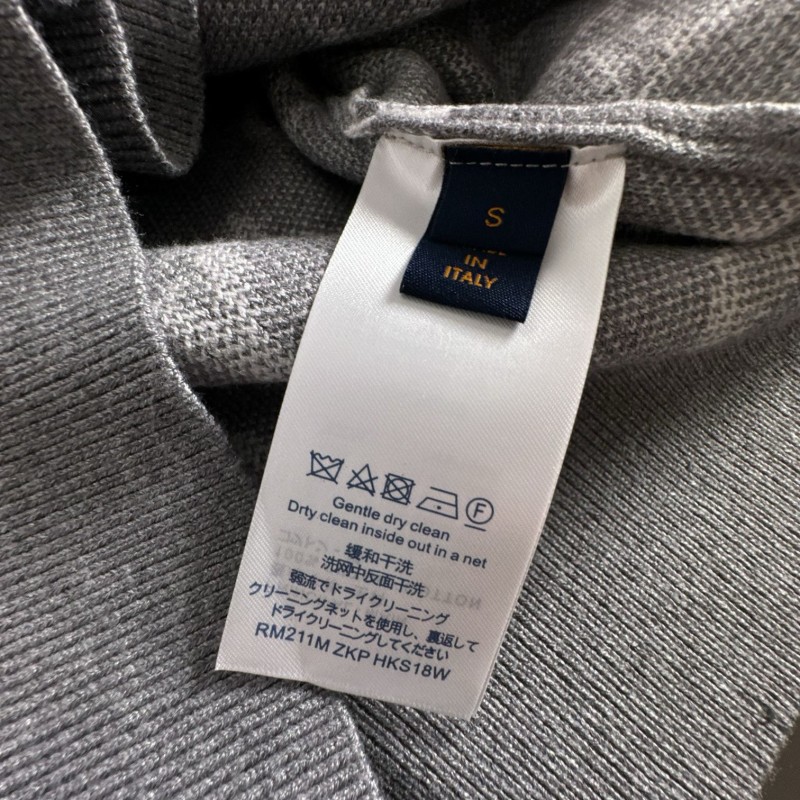 S
IN
ITALY
F
Gentle dry clean
Drty clean inside out in a net
缓和干洗
洗网中反面干洗
弱流でドライクリーニング
クリーニングネットを使用し、裏返して
ドライクリーニングしてください
RM211M ZKP HKS18W